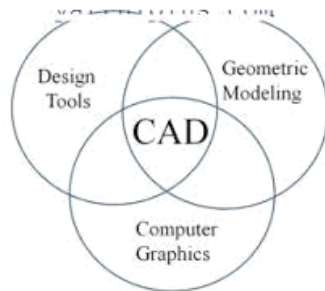 Design
Tools
Geometric
Modeling
CAD
Computer
Graphics